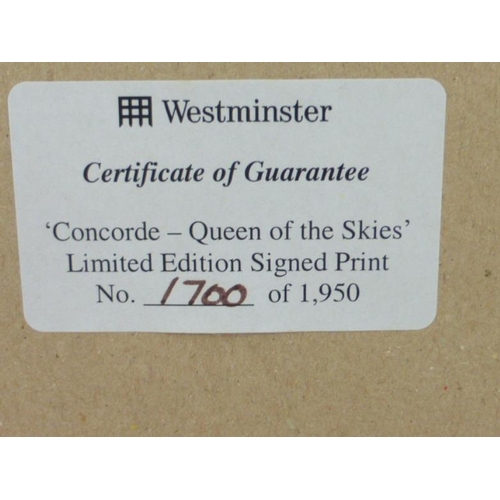 Westminster
Certificate of Guarantee
‘Concorde – Queen of the Skies’
Limited Edition Signed Print
No. 1700 of 1,950